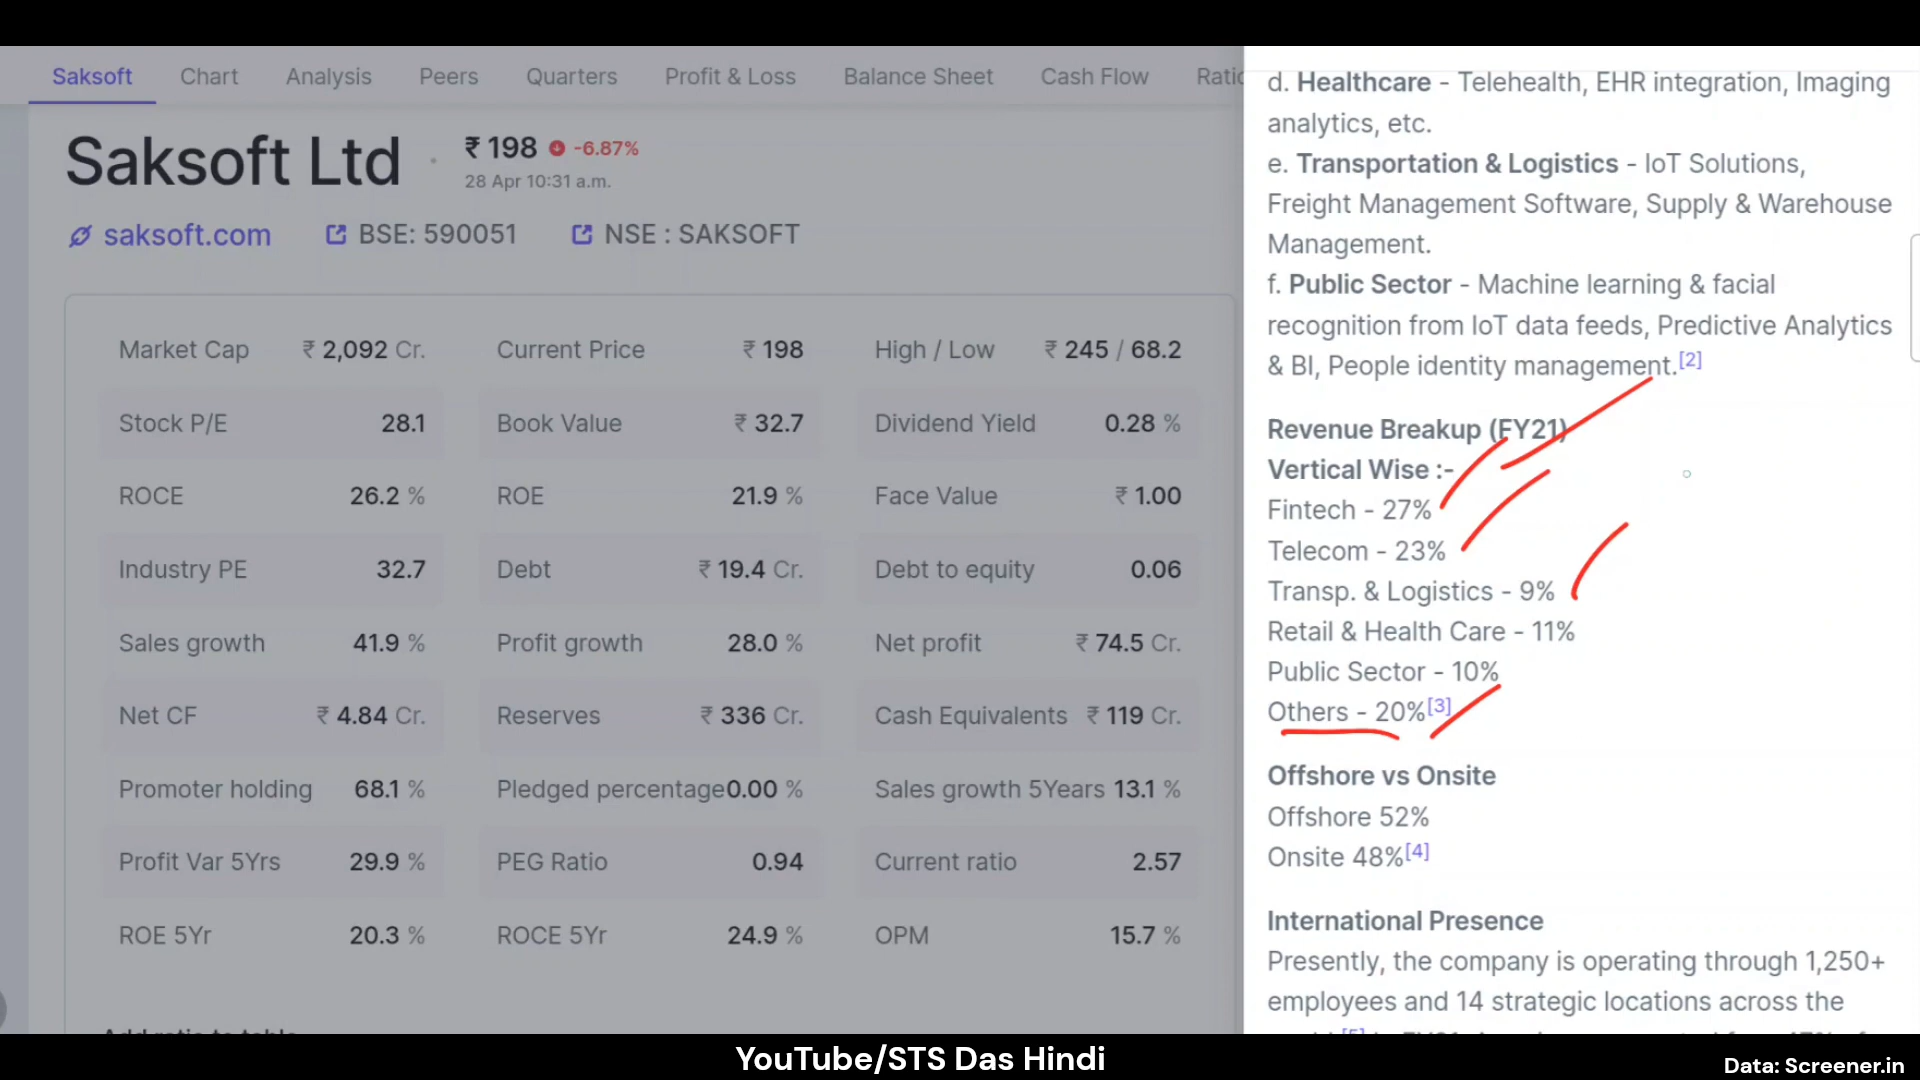 Saksoft Chart Analysis Peers Quarters Profit & Loss Balance Sheet Cash Flow
Saksoft Ltd
₹ 198 -6.87%
28 Apr 10:31 a.m.
saksoft.com BSE: 590051 NSE : SAKSOFT
Market Cap ₹ 2,092 Cr. Current Price ₹ 198 High / Low ₹ 245 / 68.2
Stock P/E 28.1 Book Value ₹ 32.7 Dividend Yield 0.28 %
ROCE 26.2 % ROE 21.9 % Face Value ₹ 1.00
Industry PE 32.7 Debt ₹ 19.4 Cr. Debt to equity 0.06
Sales growth 41.9 % Profit growth 28.0 % Net profit ₹ 74.5 Cr.
Net CF ₹ 4.84 Cr. Reserves ₹ 336 Cr. Cash Equivalents ₹ 119 Cr.
Promoter holding 68.1 % Pledged percentage 0.00 % Sales growth 5Years 13.1 %
Profit Var 5Yrs 29.9 % PEG Ratio 0.94 Current ratio 2.57
ROE 5Yr 20.3 % ROCE 5Yr 24.9 % OPM 15.7 %
d. Healthcare - Telehealth, EHR integration, Imaging
analytics, etc.
e. Transportation & Logistics - IoT Solutions,
Freight Management Software, Supply & Warehouse
Management.
f. Public Sector - Machine learning & facial
recognition from IoT data feeds, Predictive Analytics
& BI, People identity management.[2]
Revenue Breakup (FY21)
Vertical Wise :-
Fintech - 27%
Telecom - 23%
Transp. & Logistics - 9%
Retail & Health Care - 11%
Public Sector - 10%
Others - 20%[3]
Offshore vs Onsite
Offshore 52%
Onsite 48%[4]
International Presence
Presently, the company is operating through 1,250+
employees and 14 strategic locations across the
YouTube/STS Das Hindi
Data: Screener.in